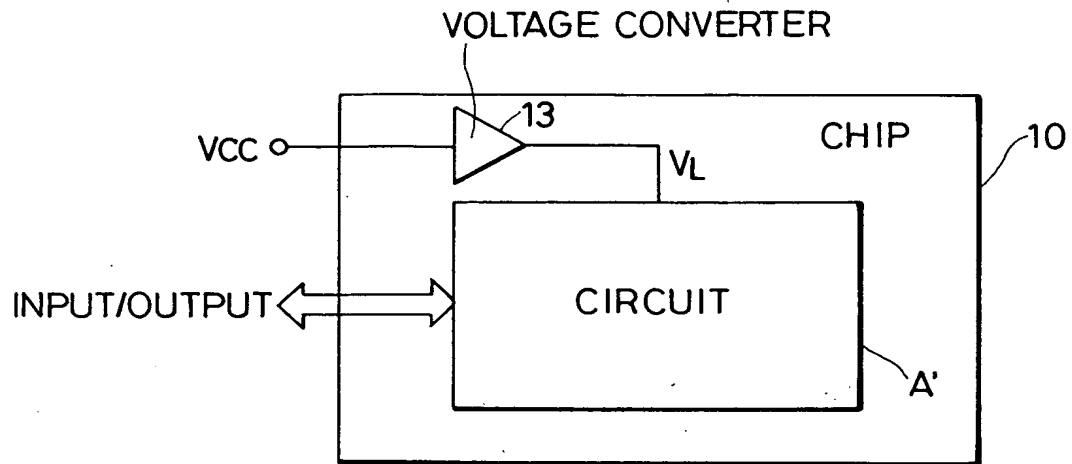 VOLTAGE CONVERTER
13
CHIP
10
VCC
VL
INPUT/OUTPUT
CIRCUIT
A'